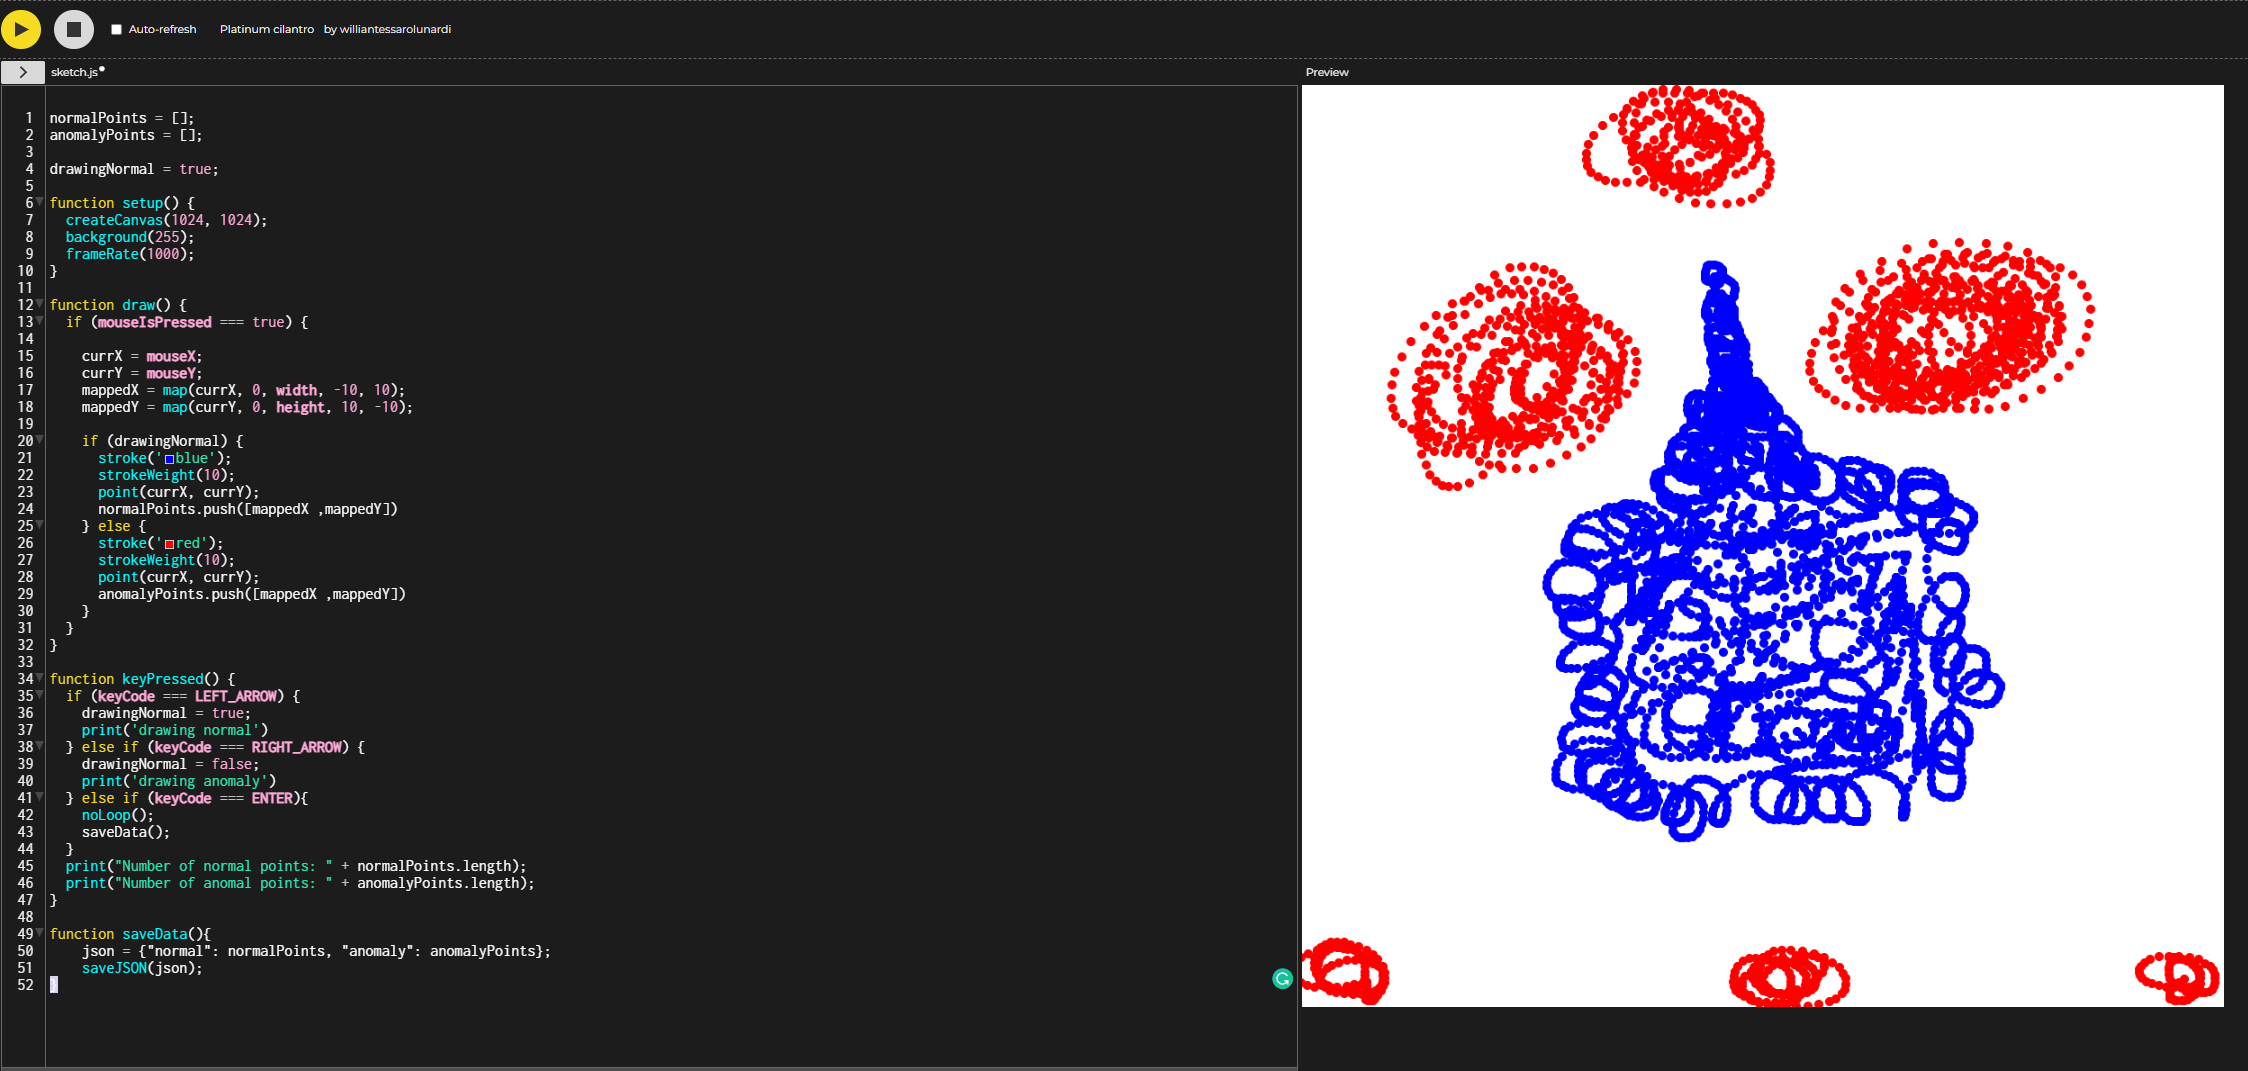 Auto-refresh Platinum cilantro by williantessarolunardi
sketch.js
Preview
1 normalPoints = [];
2 anomalyPoints = [];
3
4 drawingNormal = true;
5
6 function setup() {
7   createCanvas(1024, 1024);
8   background(255);
9   frameRate(1000);
10 }
11
12 function draw() {
13   if (mouseIsPressed === true) {
14
15     currX = mouseX;
16     currY = mouseY;
17     mappedX = map(currX, 0, width, -10, 10);
18     mappedY = map(currY, 0, height, 10, -10);
19
20     if (drawingNormal) {
21       stroke('blue');
22       strokeWeight(10);
23       point(currX, currY);
24       normalPoints.push([mappedX ,mappedY])
25     } else {
26       stroke('red');
27       strokeWeight(10);
28       point(currX, currY);
29       anomalyPoints.push([mappedX ,mappedY])
30     }
31   }
32 }
33
34 function keyPressed() {
35   if (keyCode === LEFT_ARROW) {
36     drawingNormal = true;
37     print('drawing normal')
38   } else if (keyCode === RIGHT_ARROW) {
39     drawingNormal = false;
40     print('drawing anomaly')
41   } else if (keyCode === ENTER){
42     noLoop();
43     saveData();
44   }
45   print("Number of normal points: " + normalPoints.length);
46   print("Number of anomal points: " + anomalyPoints.length);
47 }
48
49 function saveData(){
50     json = {"normal": normalPoints, "anomaly": anomalyPoints};
51     saveJSON(json);
52 }